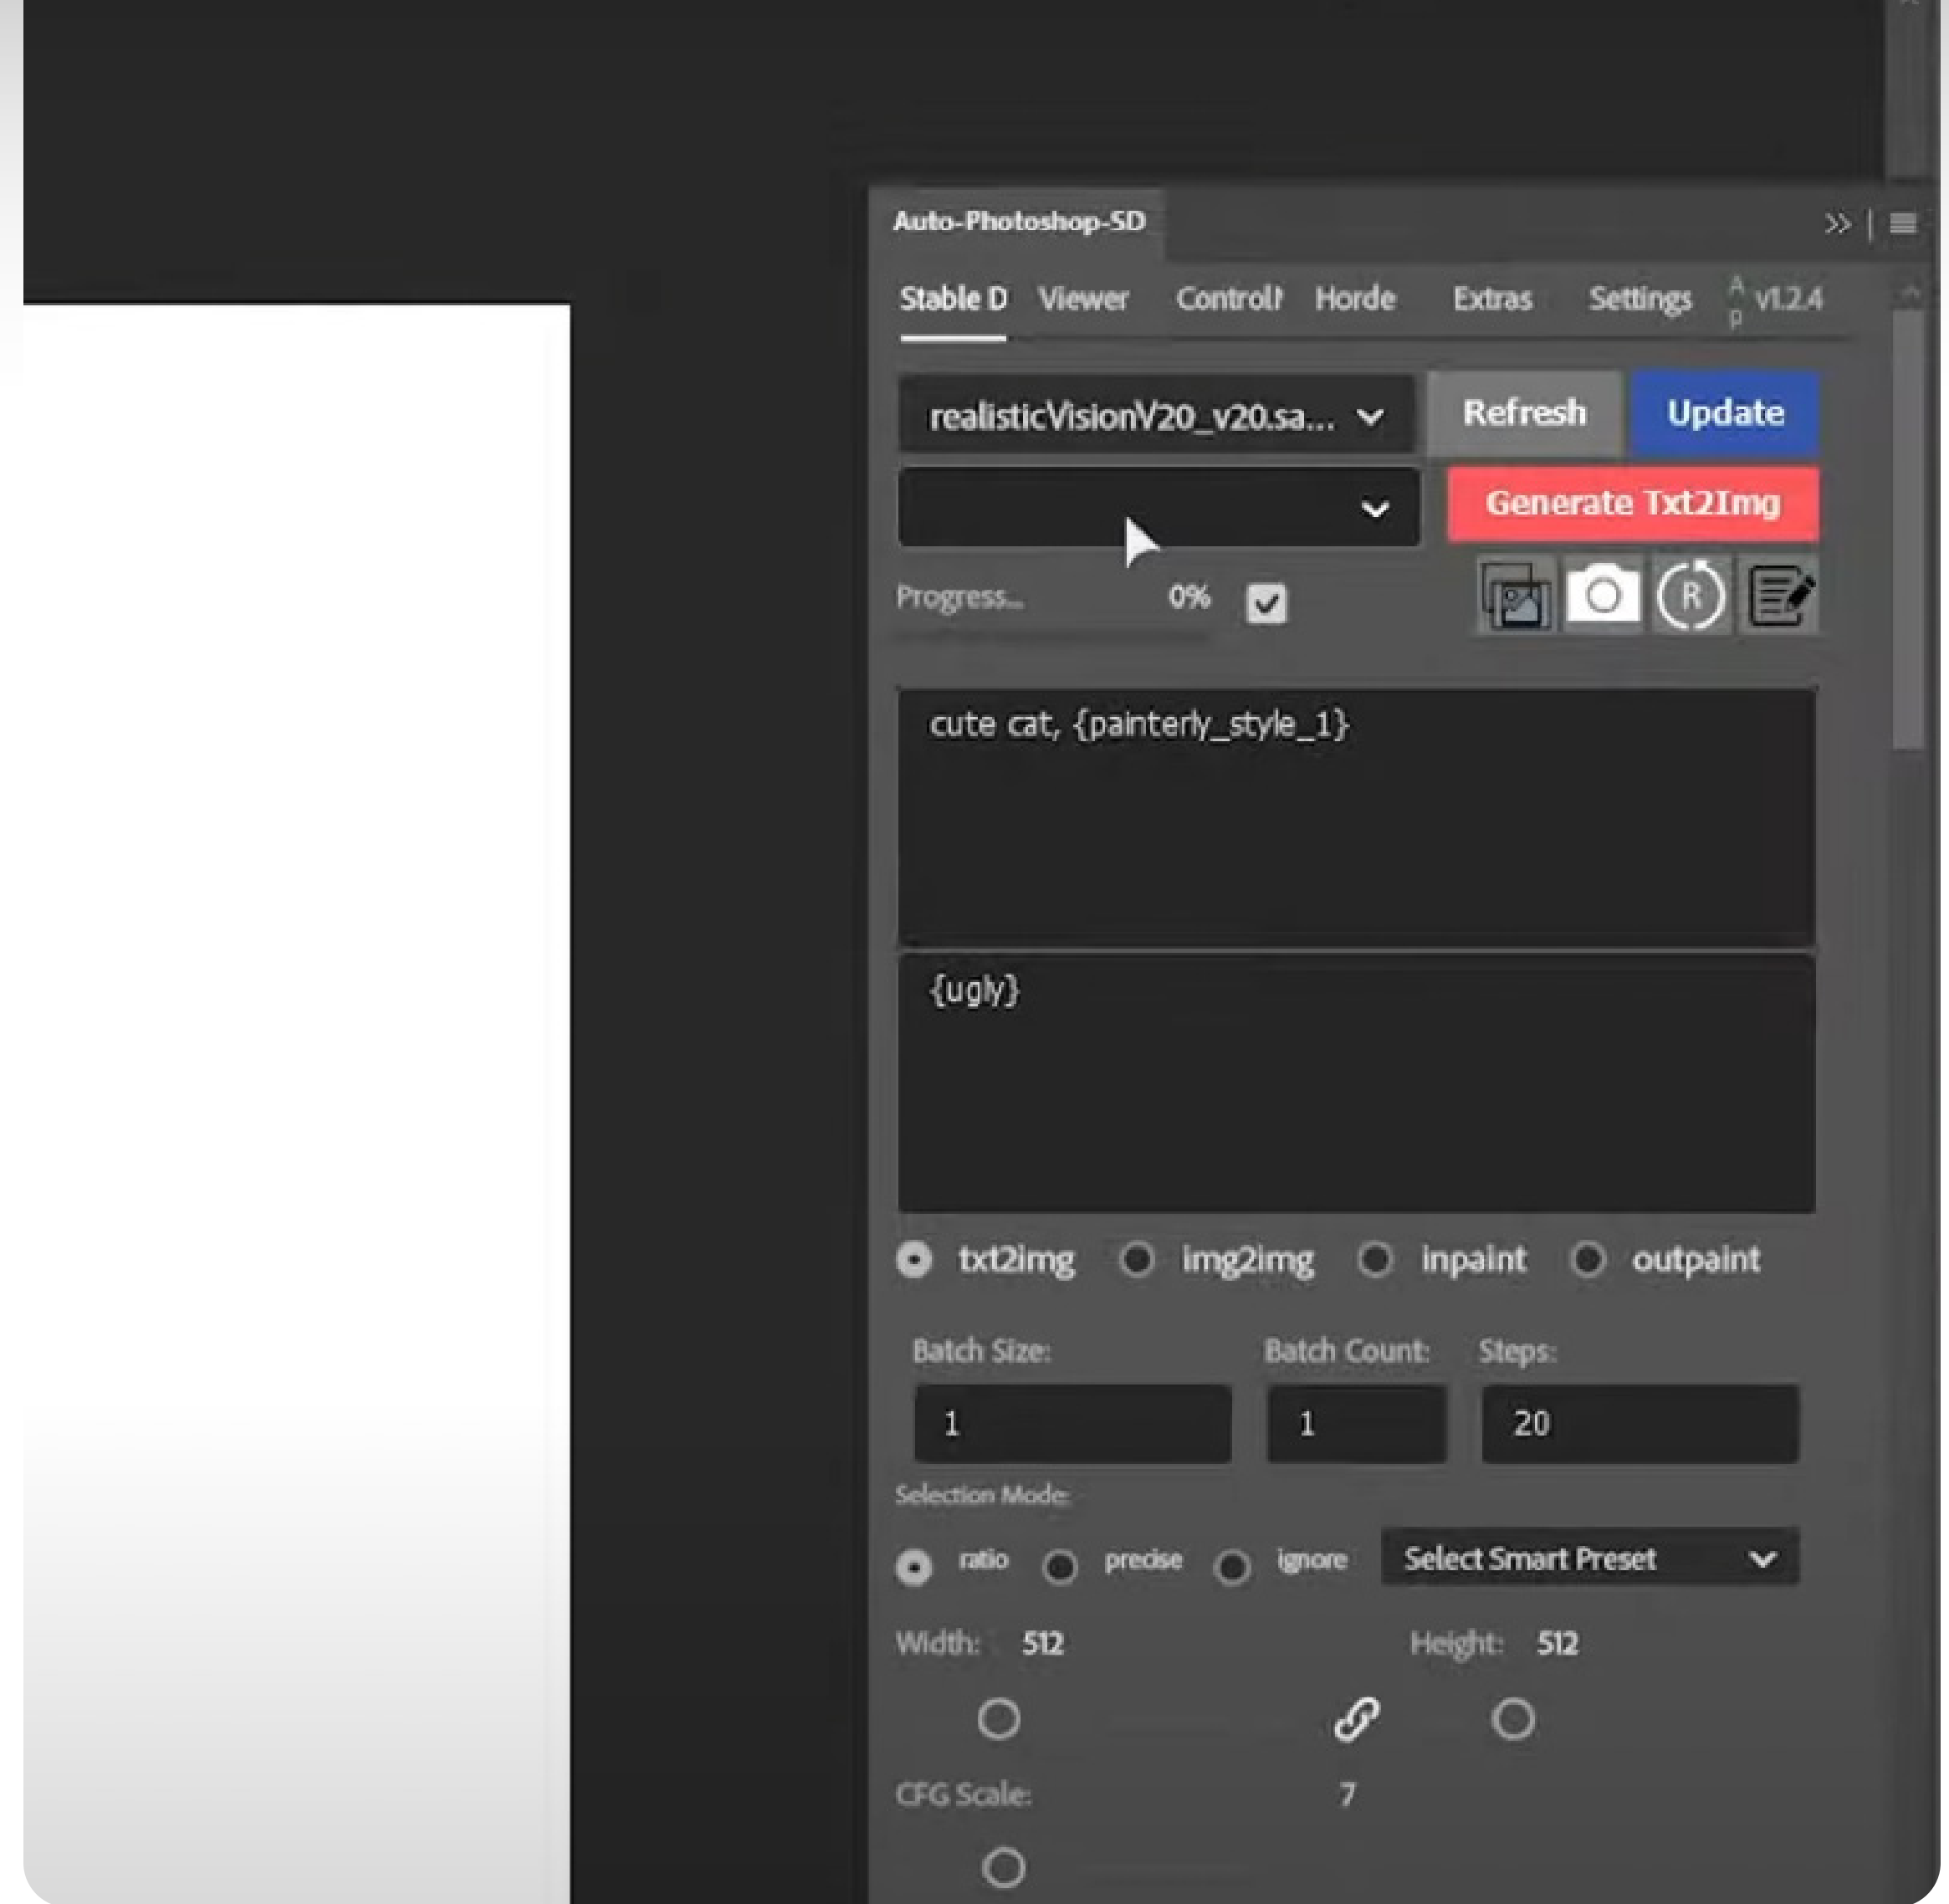 Auto-Photoshop-SD
Stable D Viewer Controll Horde Extras Settings A p v1.2.4
realisticVisionV20_v20.sa... Refresh Update
Generate Txt2Img
Progress... 0%
R
cute cat, {painterly_style_1}
{ugly}
txt2img img2img inpaint outpaint
Batch Size: Batch Count: Steps:
1 1 20
Selection Mode:
ratio precise ignore Select Smart Preset
Width: 512 Height: 512
CFG Scale: 7